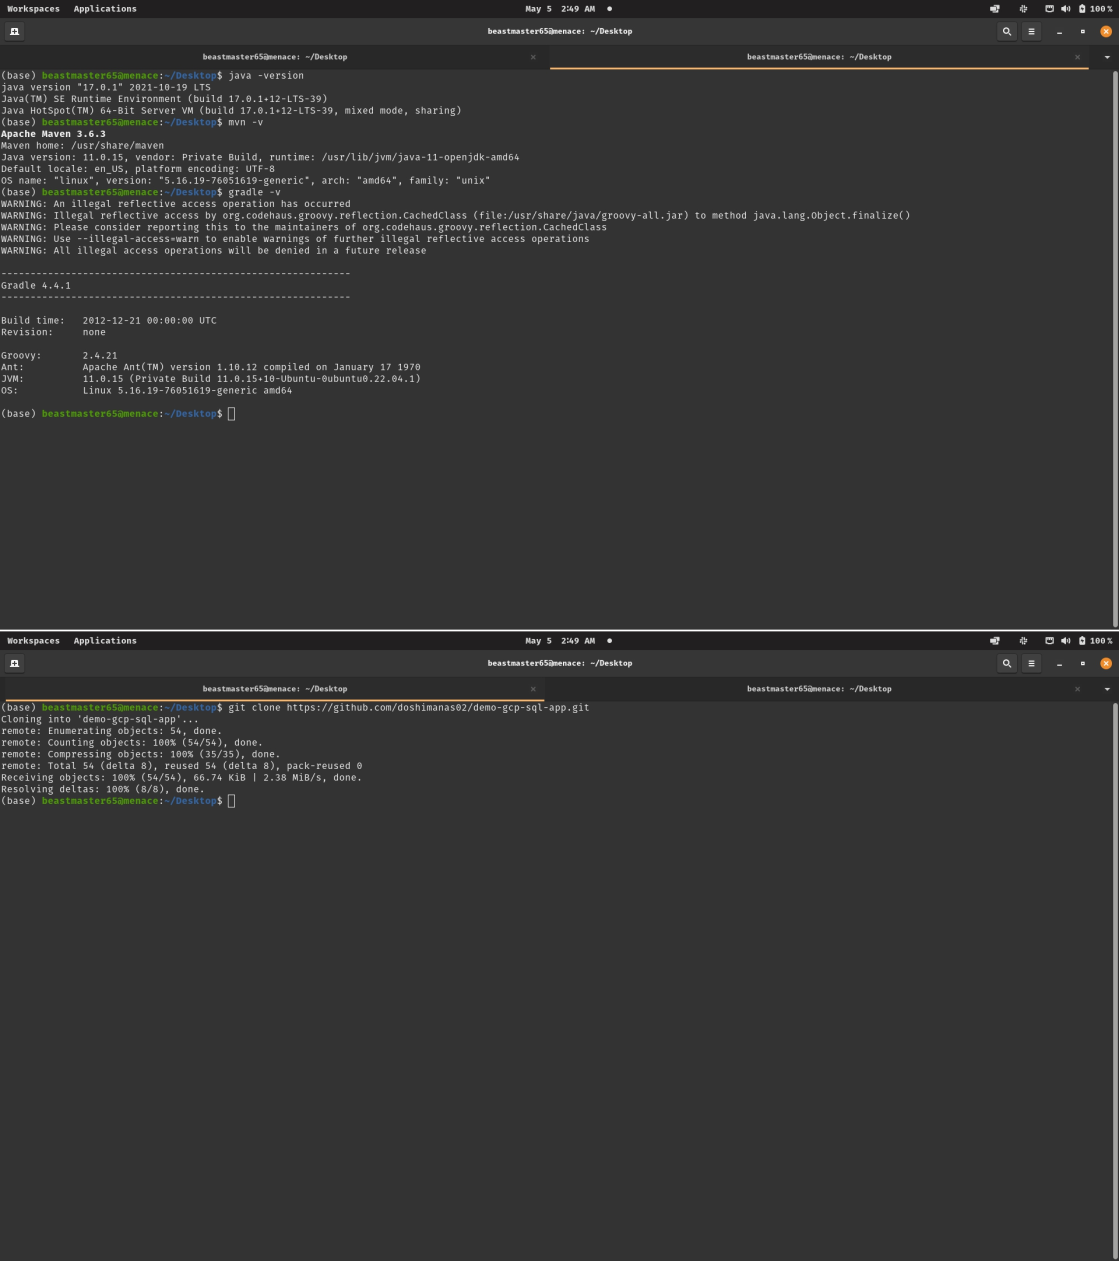 Workspaces Applications May 5 2:49 AM 100%
beastmaster65@menace: ~/Desktop
beastmaster65@menace: ~/Desktop beastmaster65@menace: ~/Desktop
(base) beastmaster65@menace:~/Desktop$ java -version
java version "17.0.1" 2021-10-19 LTS
Java(TM) SE Runtime Environment (build 17.0.1+12-LTS-39)
Java HotSpot(TM) 64-Bit Server VM (build 17.0.1+12-LTS-39, mixed mode, sharing)
(base) beastmaster65@menace:~/Desktop$ mvn -v
Apache Maven 3.6.3
Maven home: /usr/share/maven
Java version: 11.0.15, vendor: Private Build, runtime: /usr/lib/jvm/java-11-openjdk-amd64
Default locale: en_US, platform encoding: UTF-8
OS name: "linux", version: "5.16.19-76051619-generic", arch: "amd64", family: "unix"
(base) beastmaster65@menace:~/Desktop$ gradle -v
WARNING: An illegal reflective access operation has occurred
WARNING: Illegal reflective access by org.codehaus.groovy.reflection.CachedClass (file:/usr/share/java/groovy-all.jar) to method java.lang.Object.finalize()
WARNING: Please consider reporting this to the maintainers of org.codehaus.groovy.reflection.CachedClass
WARNING: Use --illegal-access=warn to enable warnings of further illegal reflective access operations
WARNING: All illegal access operations will be denied in a future release
------------------------------------------------------------
Gradle 4.4.1
------------------------------------------------------------
Build time: 2012-12-21 00:00:00 UTC
Revision: none
Groovy: 2.4.21
Ant: Apache Ant(TM) version 1.10.12 compiled on January 17 1970
JVM: 11.0.15 (Private Build 11.0.15+10-Ubuntu-0ubuntu0.22.04.1)
OS: Linux 5.16.19-76051619-generic amd64
(base) beastmaster65@menace:~/Desktop$
Workspaces Applications May 5 2:49 AM 100%
beastmaster65@menace: ~/Desktop
beastmaster65@menace: ~/Desktop beastmaster65@menace: ~/Desktop
(base) beastmaster65@menace:~/Desktop$ git clone https://github.com/doshimanas02/demo-gcp-sql-app.git
Cloning into 'demo-gcp-sql-app'...
remote: Enumerating objects: 54, done.
remote: Counting objects: 100% (54/54), done.
remote: Compressing objects: 100% (35/35), done.
remote: Total 54 (delta 8), reused 54 (delta 8), pack-reused 0
Receiving objects: 100% (54/54), 66.74 KiB | 2.38 MiB/s, done.
Resolving deltas: 100% (8/8), done.
(base) beastmaster65@menace:~/Desktop$